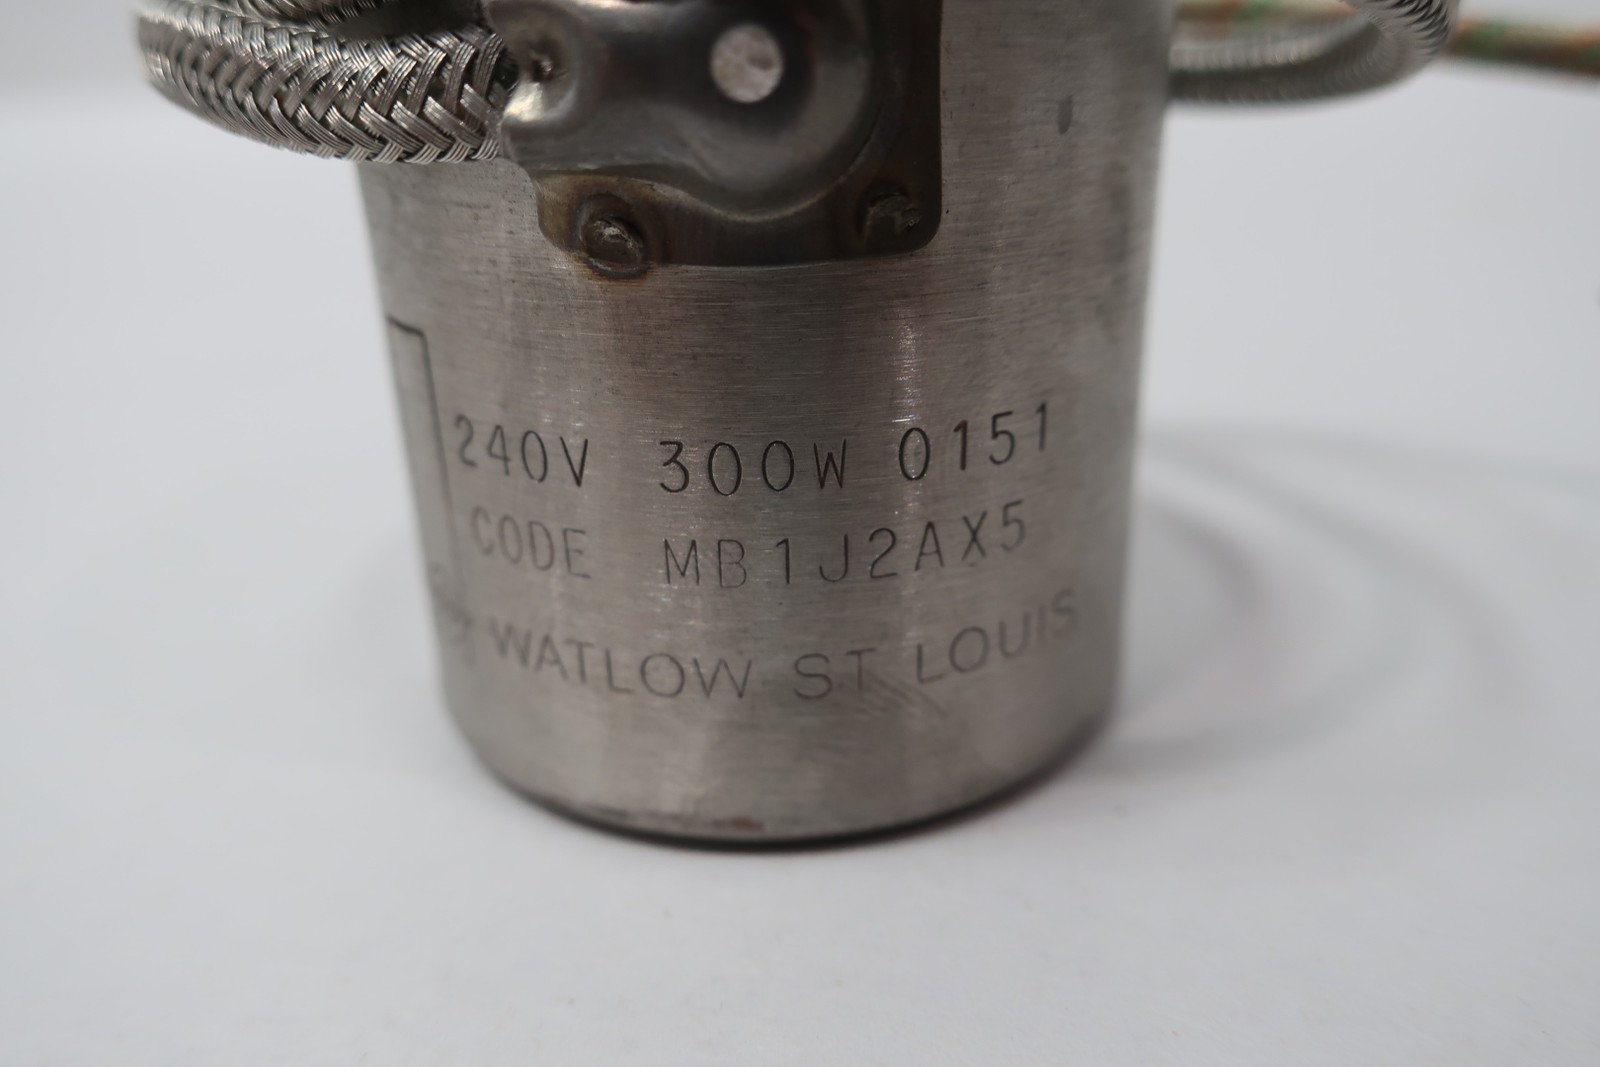 240V 300W 0151
CODE MB1J2AX5
WATLOW ST LOUIS